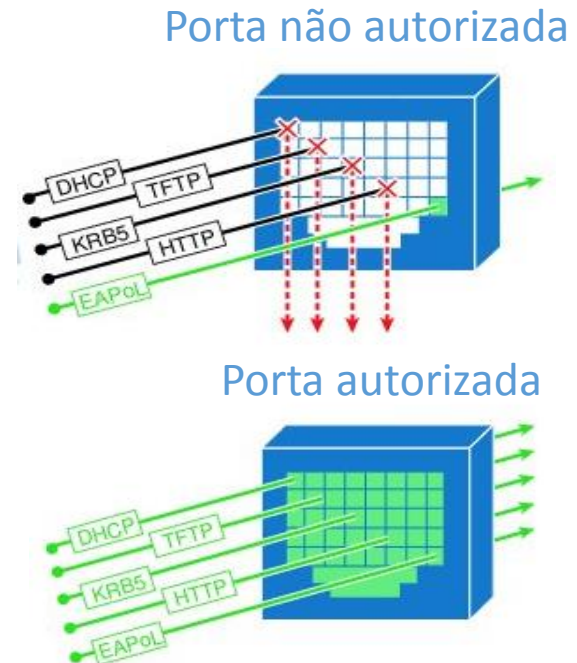 Porta não autorizada
DHCP
TFTP
KRB5
HTTP
EAPoL
Porta autorizada
DHCP
TFTP
KRB5
HTTP
EAPoL